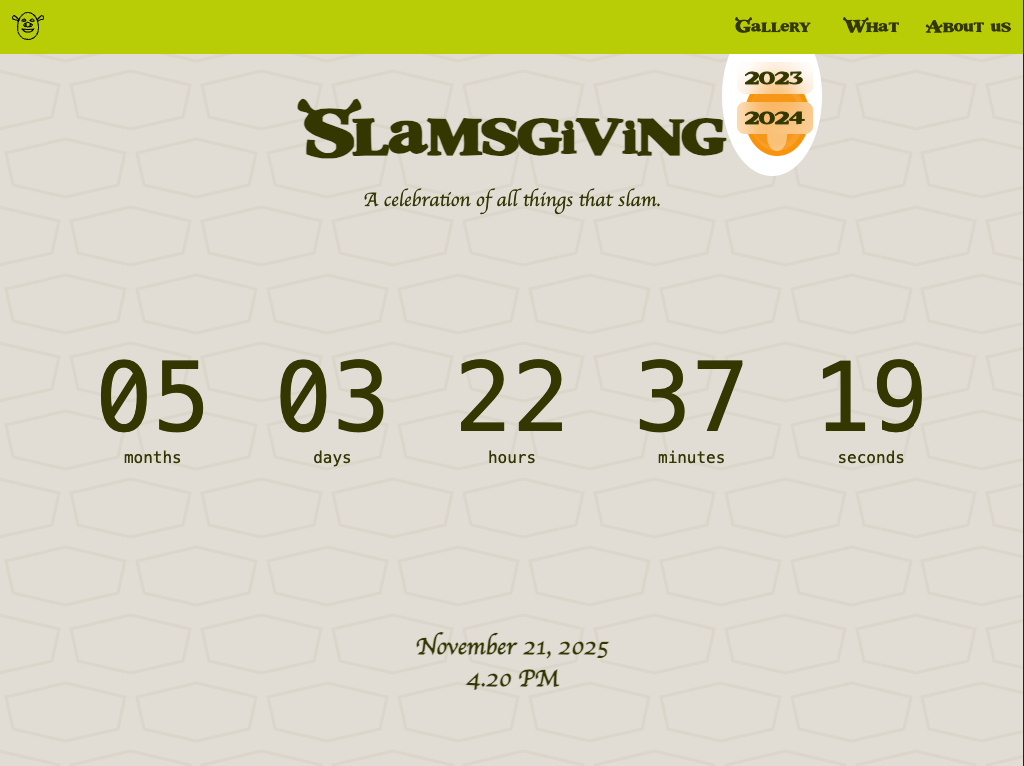 Gallery What About us
2023
2024
Slamsgiving
A celebration of all things that slam.
05 03 22 37 19
months days hours minutes seconds
November 21, 2025
4.20 PM